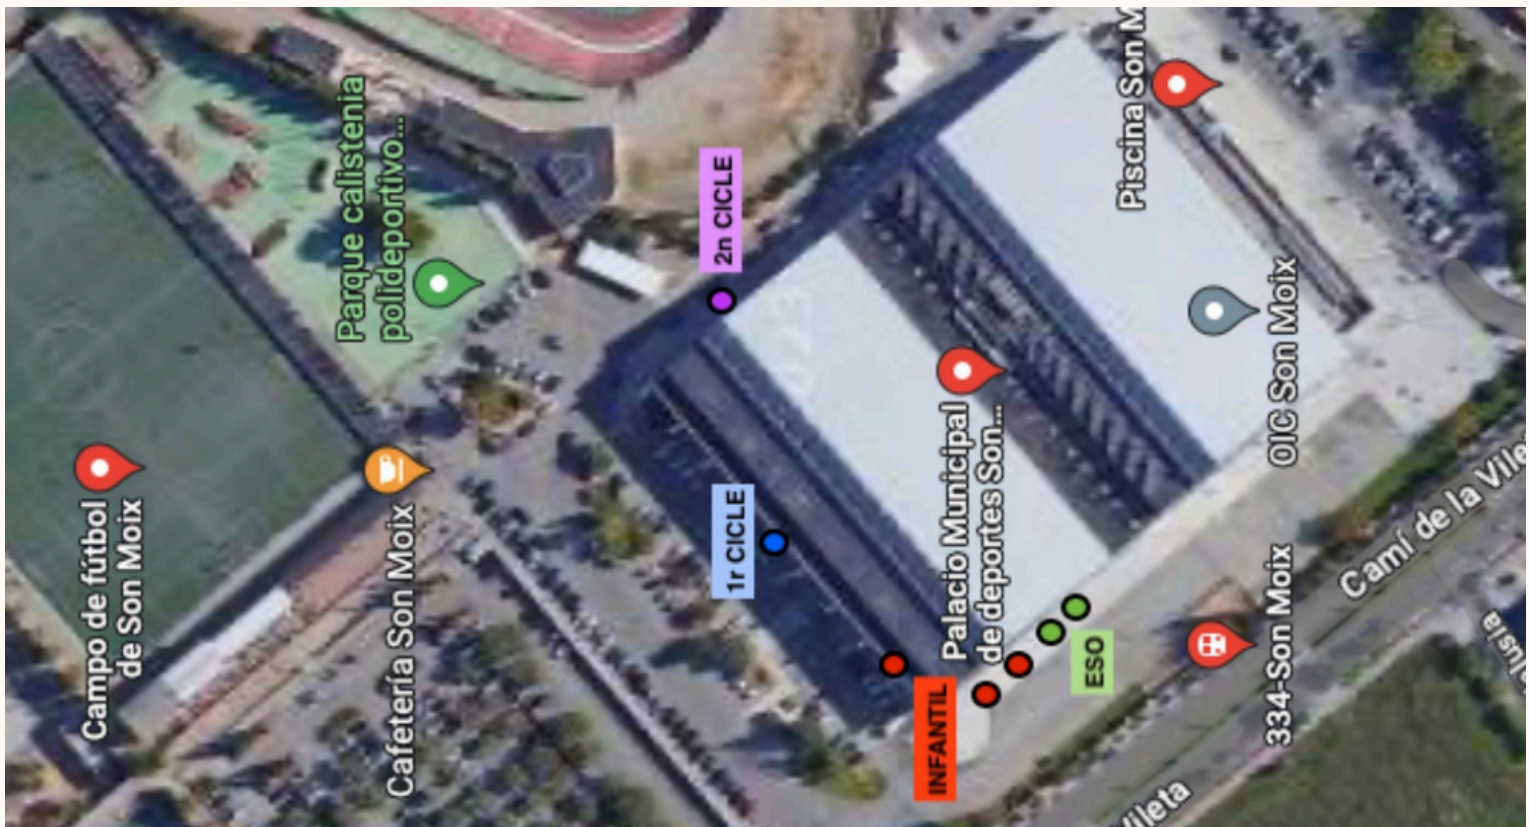 Campo de fútbol
de Son Moix
Parque calistenia
polideportivo...
Cafetería Son Moix
2n CICLE
1r CICLE
INFANTIL
Palacio Municipal
de deportes Son...
ESO
Piscina Son M
OIC Son Moix
334-Son Moix
Camí de la Vile
Vileta